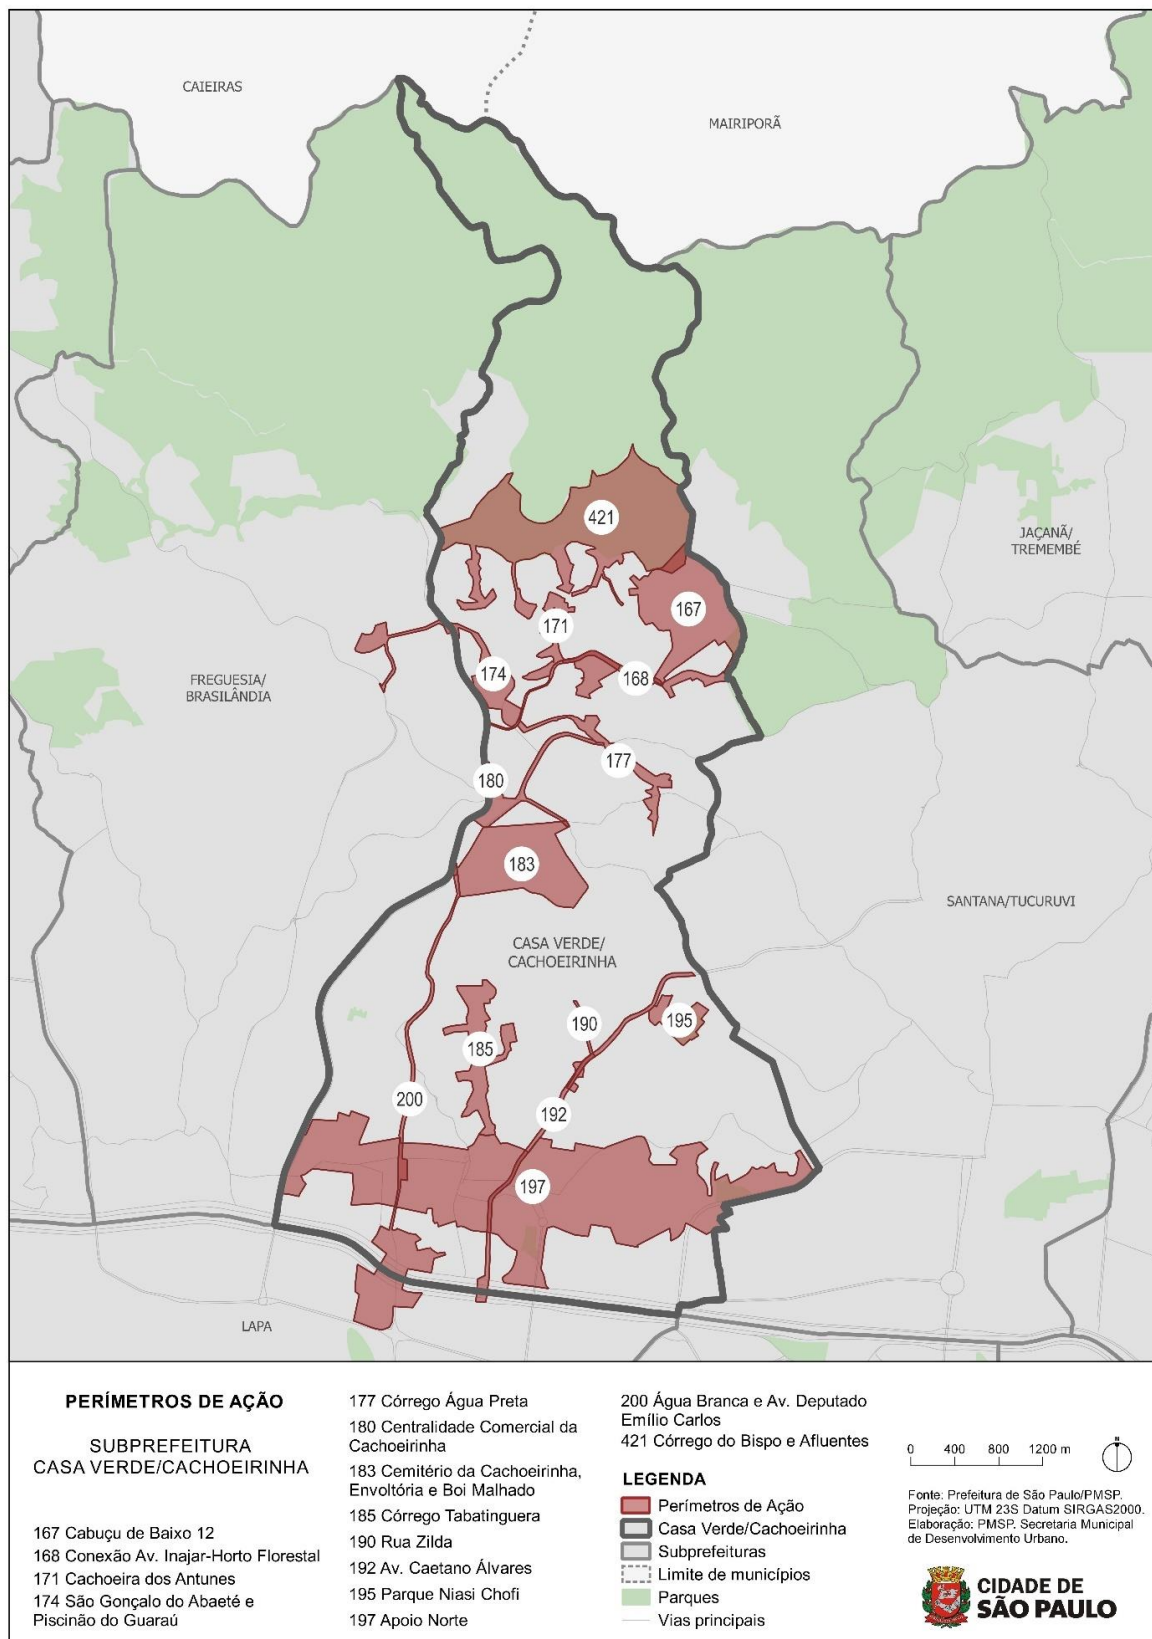 CAIEIRAS
MAIRIPORÃ
421
JAÇANÃ/
TREMEMBÉ
167
171
174
168
FREGUESIA/
BRASILÂNDIA
177
180
183
SANTANA/TUCURUVI
CASA VERDE/
CACHOEIRINHA
190
195
185
200
192
197
LAPA
PERÍMETROS DE AÇÃO
SUBPREFEITURA
CASA VERDE/CACHOEIRINHA
167 Cabuçu de Baixo 12
168 Conexão Av. Inajar-Horto Florestal
171 Cachoeira dos Antunes
174 São Gonçalo do Abaeté e
Piscinão do Guaraú
177 Córrego Água Preta
180 Centralidade Comercial da
Cachoeirinha
183 Cemitério da Cachoeirinha,
Envoltória e Boi Malhado
185 Córrego Tabatinguera
190 Rua Zilda
192 Av. Caetano Álvares
195 Parque Niasi Chofi
197 Apoio Norte
200 Água Branca e Av. Deputado
Emílio Carlos
421 Córrego do Bispo e Afluentes
LEGENDA
Perímetros de Ação
Casa Verde/Cachoeirinha
Subprefeituras
Limite de municípios
Parques
Vias principais
0 400 800 1200 m
N
Fonte: Prefeitura de São Paulo/PMSP.
Projeção: UTM 23S Datum SIRGAS2000.
Elaboração: PMSP. Secretaria Municipal
de Desenvolvimento Urbano.
CIDADE DE
SÃO PAULO